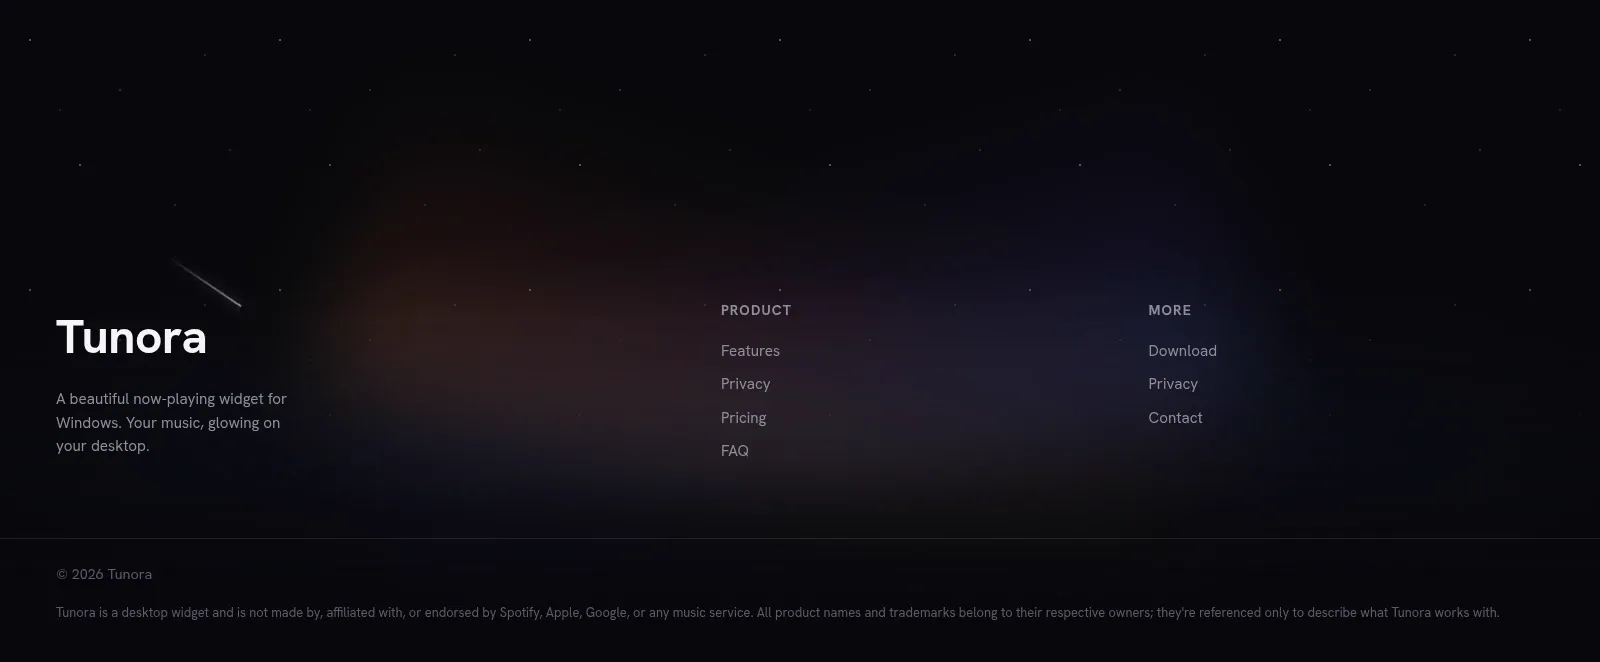 Tunora
A beautiful now-playing widget for
Windows. Your music, glowing on
your desktop.
PRODUCT
Features
Privacy
Pricing
FAQ
MORE
Download
Privacy
Contact
© 2026 Tunora
Tunora is a desktop widget and is not made by, affiliated with, or endorsed by Spotify, Apple, Google, or any music service. All product names and trademarks belong to their respective owners; they're referenced only to describe what Tunora works with.